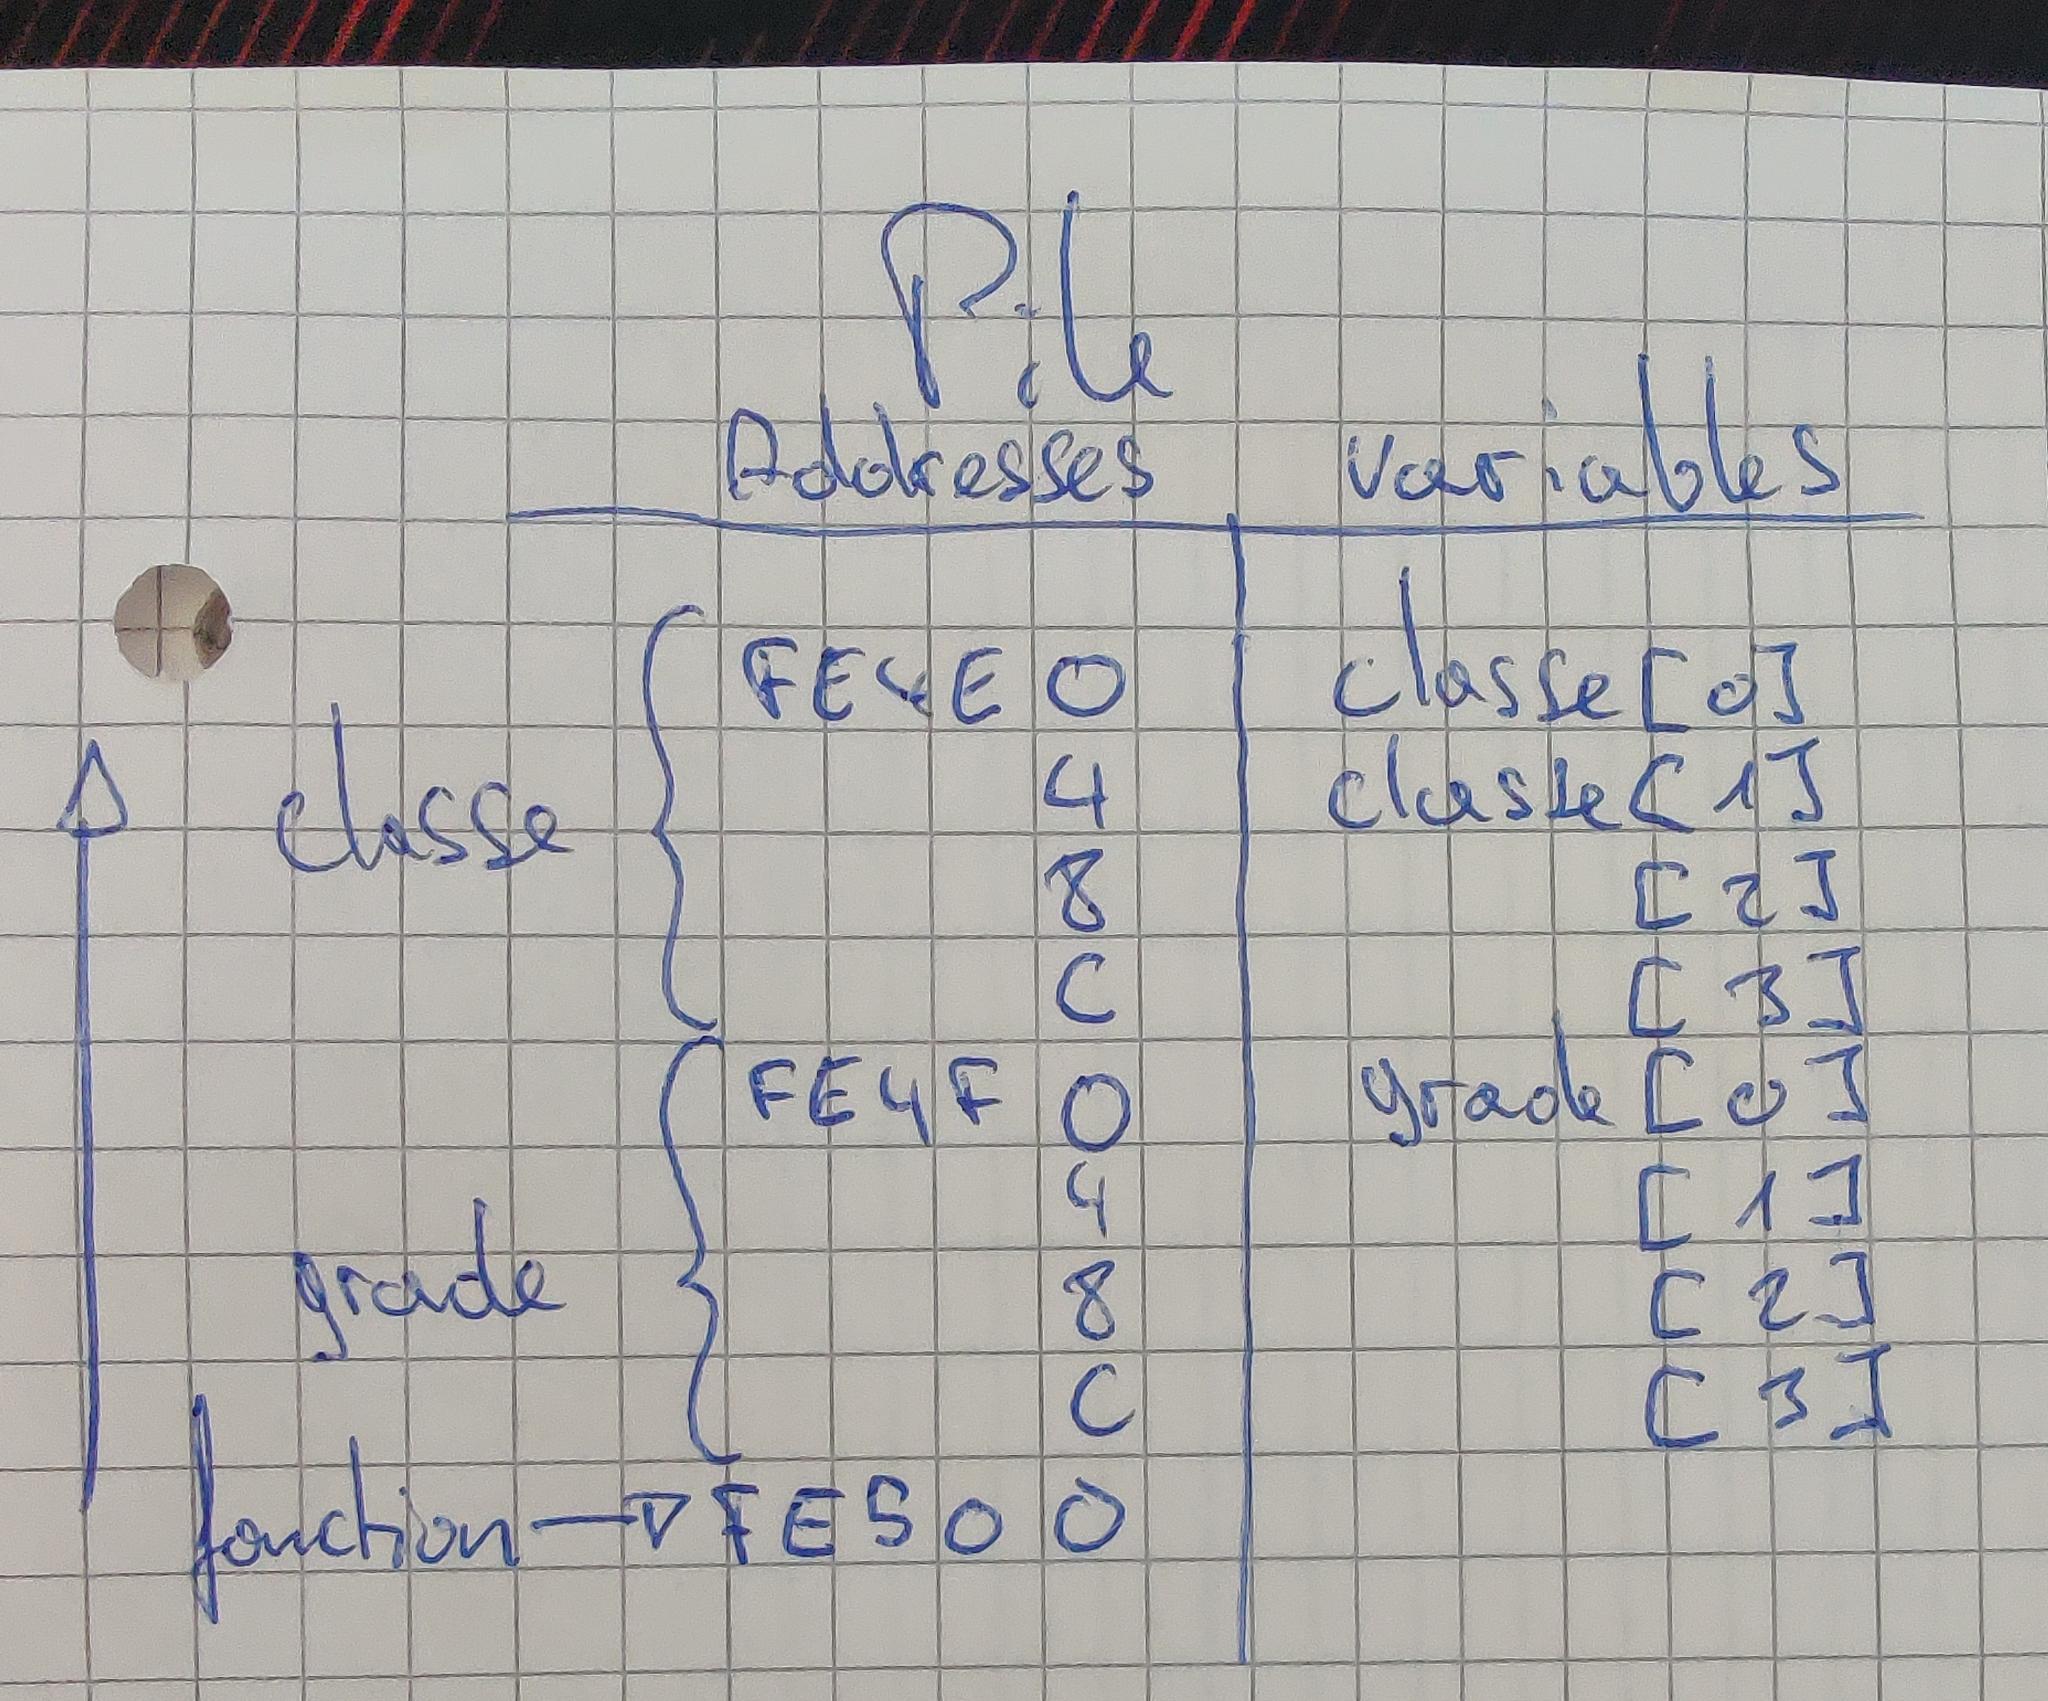 Pile
Addresses variables
FE4E0 classe[0]
classe 4 classe[1]
8 [2]
C [3]
FE4F0 grade[0]
4 [1]
grade 8 [2]
C [3]
fonction FE500